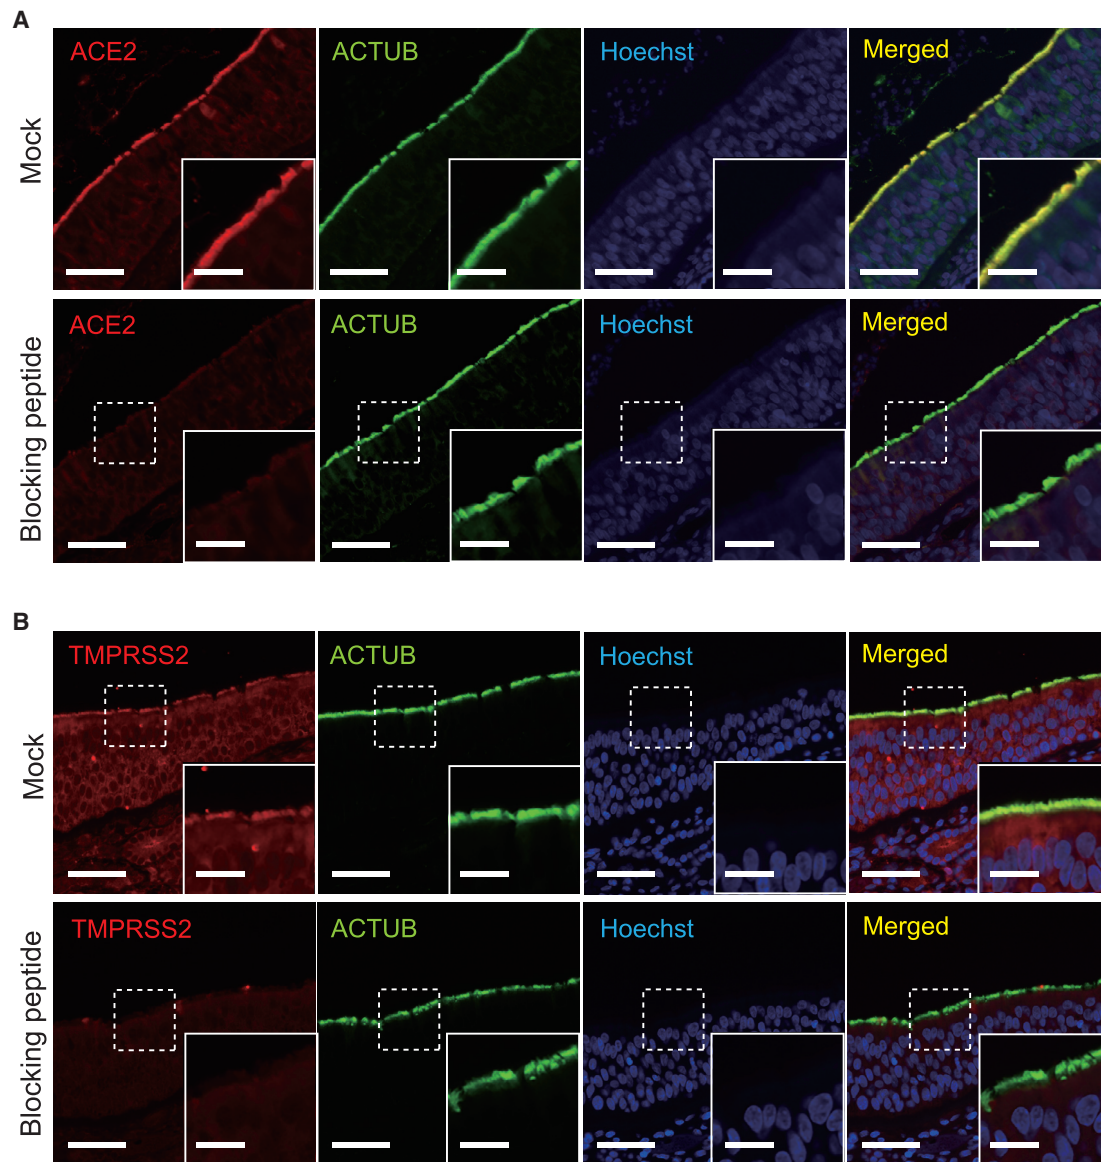 A
Mock
ACE2
ACTUB
Hoechst
Merged
Blocking peptide
ACE2
ACTUB
Hoechst
Merged
B
Mock
TMPRSS2
ACTUB
Hoechst
Merged
Blocking peptide
TMPRSS2
ACTUB
Hoechst
Merged